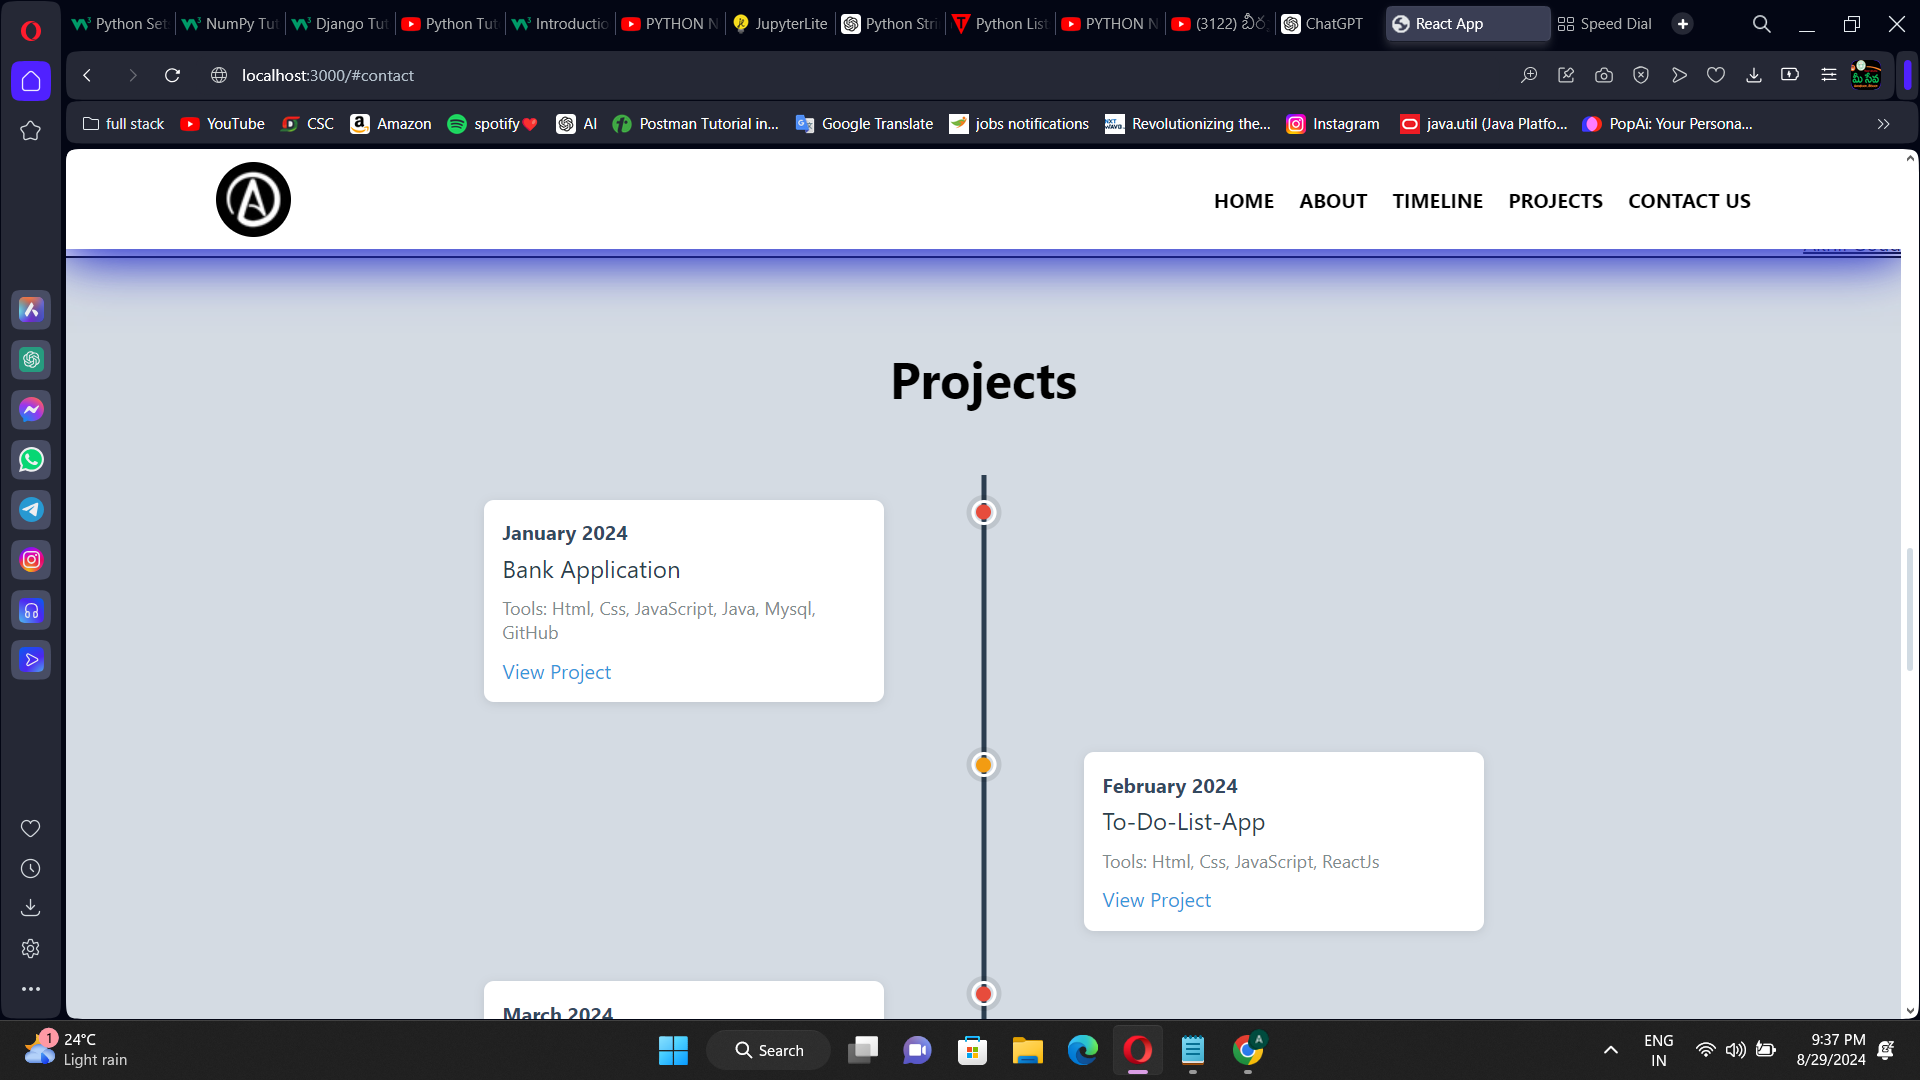 Python Set
NumPy Tut
Django Tut
Python Tut
Introductio
PYTHON N
JupyterLite
Python Stri
Python List
PYTHON N
(3122)
ChatGPT
React App
Speed Dial
localhost:3000/#contact
full stack
YouTube
CSC
Amazon
spotify❤️
AI
Postman Tutorial in...
Google Translate
jobs notifications
Revolutionizing the...
Instagram
java.util (Java Platfo...
PopAi: Your Persona...
HOME ABOUT TIMELINE PROJECTS CONTACT US
Projects
January 2024
Bank Application
Tools: Html, Css, JavaScript, Java, Mysql,
GitHub
View Project
February 2024
To-Do-List-App
Tools: Html, Css, JavaScript, ReactJs
View Project
March 2024
1
24°C
Light rain
Search
A
ENG
IN
9:37 PM
8/29/2024